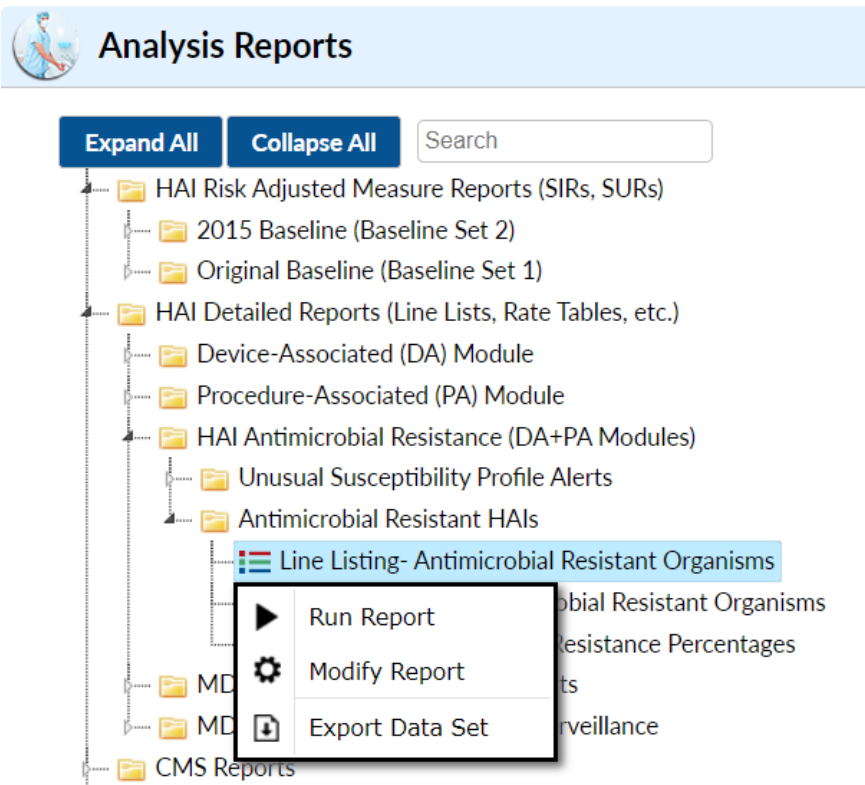 Analysis Reports
Expand All Collapse All Search
HAI Risk Adjusted Measure Reports (SIRs, SURs)
2015 Baseline (Baseline Set 2)
Original Baseline (Baseline Set 1)
HAI Detailed Reports (Line Lists, Rate Tables, etc.)
Device-Associated (DA) Module
Procedure-Associated (PA) Module
HAI Antimicrobial Resistance (DA+PA Modules)
Unusual Susceptibility Profile Alerts
Antimicrobial Resistant HAIs
Line Listing- Antimicrobial Resistant Organisms
obial Resistant Organisms
Run Report
Resistance Percentages
Modify Report
MD ts
MD rveillance
Export Data Set
CMS Reports